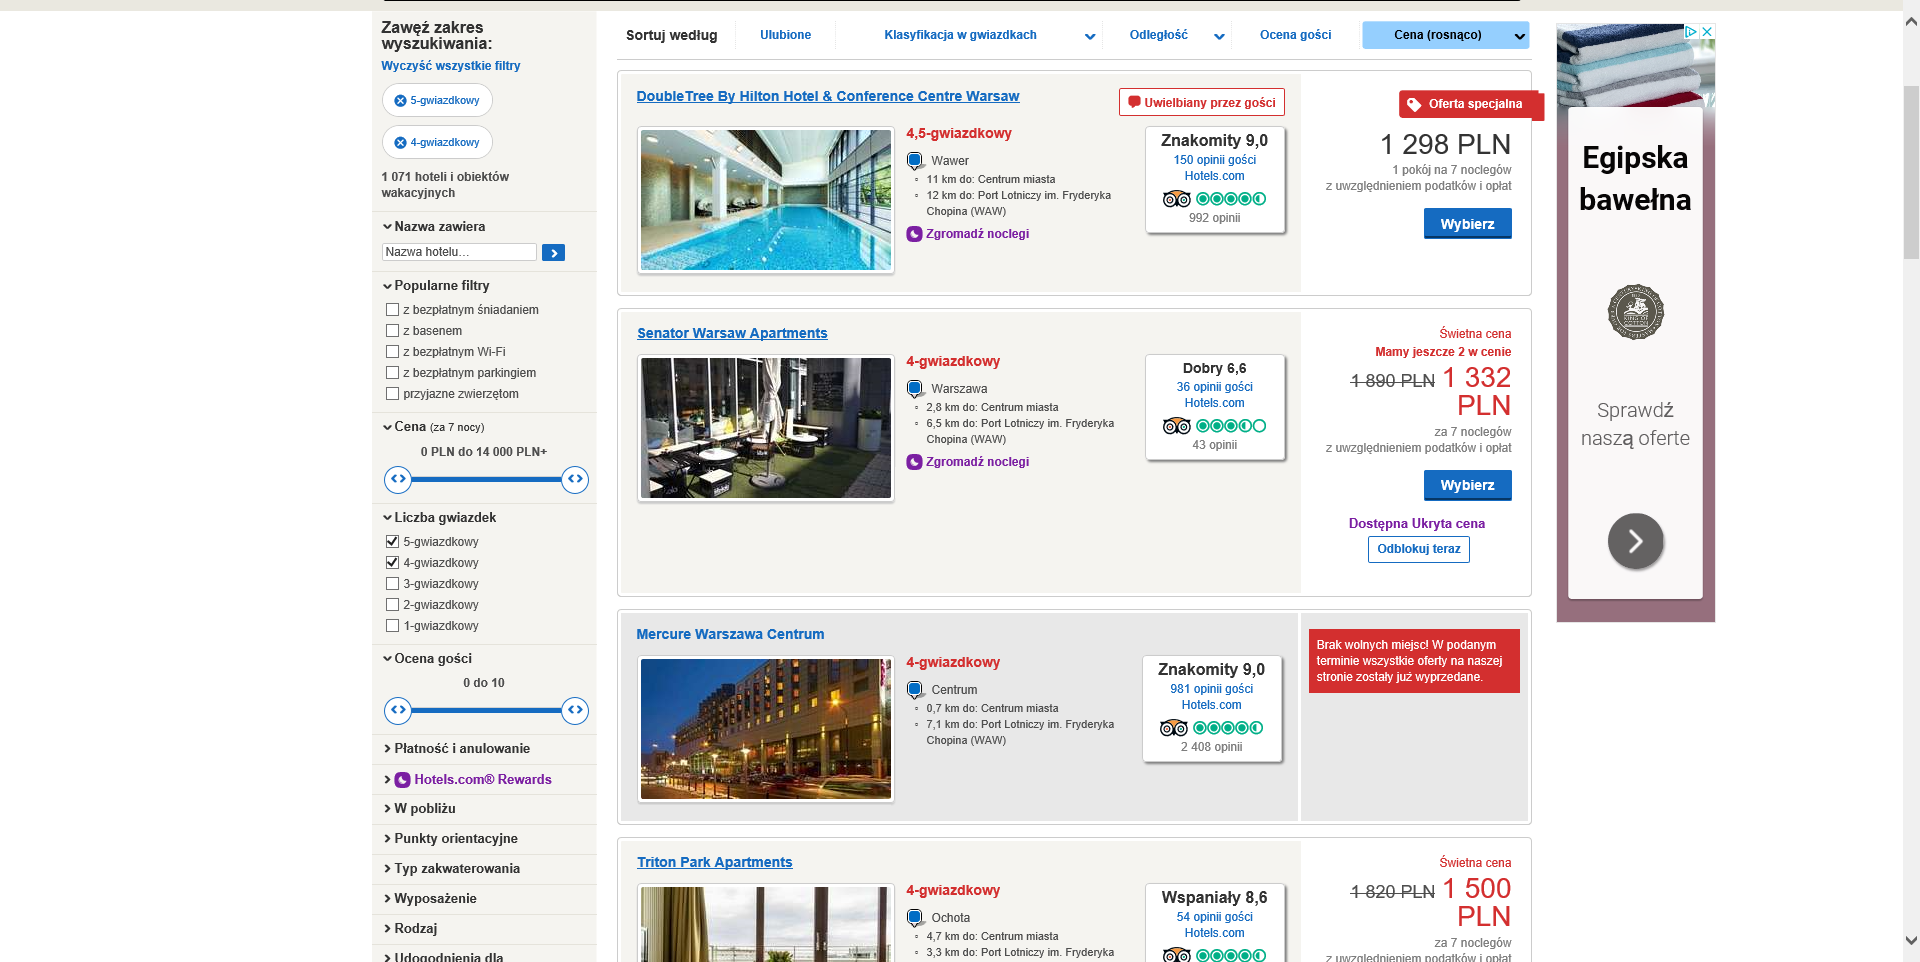 Zawęź zakres
wyszukiwania:
Wyczyść wszystkie filtry
5-gwiazdkowy
4-gwiazdkowy
1 071 hoteli i obiektów
wakacyjnych
Nazwa zawiera
Nazwa hotelu...
Popularne filtry
z bezpłatnym śniadaniem
z basenem
z bezpłatnym Wi-Fi
z bezpłatnym parkingiem
przyjazne zwierzętom
Cena (za 7 nocy)
0 PLN do 14 000 PLN+
Liczba gwiazdek
5-gwiazdkowy
4-gwiazdkowy
3-gwiazdkowy
2-gwiazdkowy
1-gwiazdkowy
Ocena gości
0 do 10
Płatność i anulowanie
Hotels.com® Rewards
W pobliżu
Punkty orientacyjne
Typ zakwaterowania
Wyposażenie
Rodzaj
Udogodnienia dla
Sortuj według
Ulubione
Klasyfikacja w gwiazdkach
Odległość
Ocena gości
Cena (rosnąco)
DoubleTree By Hilton Hotel & Conference Centre Warsaw
Uwielbiany przez gości
4,5-gwiazdkowy
Wawer
11 km do: Centrum miasta
12 km do: Port Lotniczy im. Fryderyka
Chopina (WAW)
Zgromadź noclegi
Znakomity 9,0
150 opinii gości
Hotels.com
992 opinii
Oferta specjalna
1 298 PLN
1 pokój na 7 noclegów
z uwzględnieniem podatków i opłat
Wybierz
Senator Warsaw Apartments
4-gwiazdkowy
Warszawa
2,8 km do: Centrum miasta
6,5 km do: Port Lotniczy im. Fryderyka
Chopina (WAW)
Zgromadź noclegi
Dobry 6,6
36 opinii gości
Hotels.com
43 opinii
Świetna cena
Mamy jeszcze 2 w cenie
1 890 PLN 1 332
PLN
za 7 noclegów
z uwzględnieniem podatków i opłat
Wybierz
Dostępna Ukryta cena
Odblokuj teraz
Mercure Warszawa Centrum
4-gwiazdkowy
Centrum
0,7 km do: Centrum miasta
7,1 km do: Port Lotniczy im. Fryderyka
Chopina (WAW)
Znakomity 9,0
981 opinii gości
Hotels.com
2 408 opinii
Brak wolnych miejsc! W podanym
terminie wszystkie oferty na naszej
stronie zostały już wyprzedane.
Triton Park Apartments
4-gwiazdkowy
Ochota
4,7 km do: Centrum miasta
3,3 km do: Port Lotniczy im. Fryderyka
Wspaniały 8,6
54 opinii gości
Hotels.com
Świetna cena
1 820 PLN 1 500
PLN
za 7 noclegów
z uwzględnieniem podatków i opłat
Egipska
bawełna
Sprawdź
naszą oferte